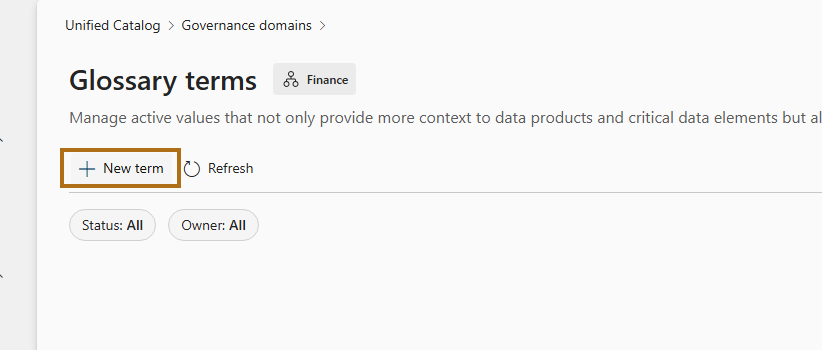 Unified Catalog > Governance domains >
Glossary terms Finance
Manage active values that not only provide more context to data products and critical data elements but al
New term Refresh
Status: All Owner: All